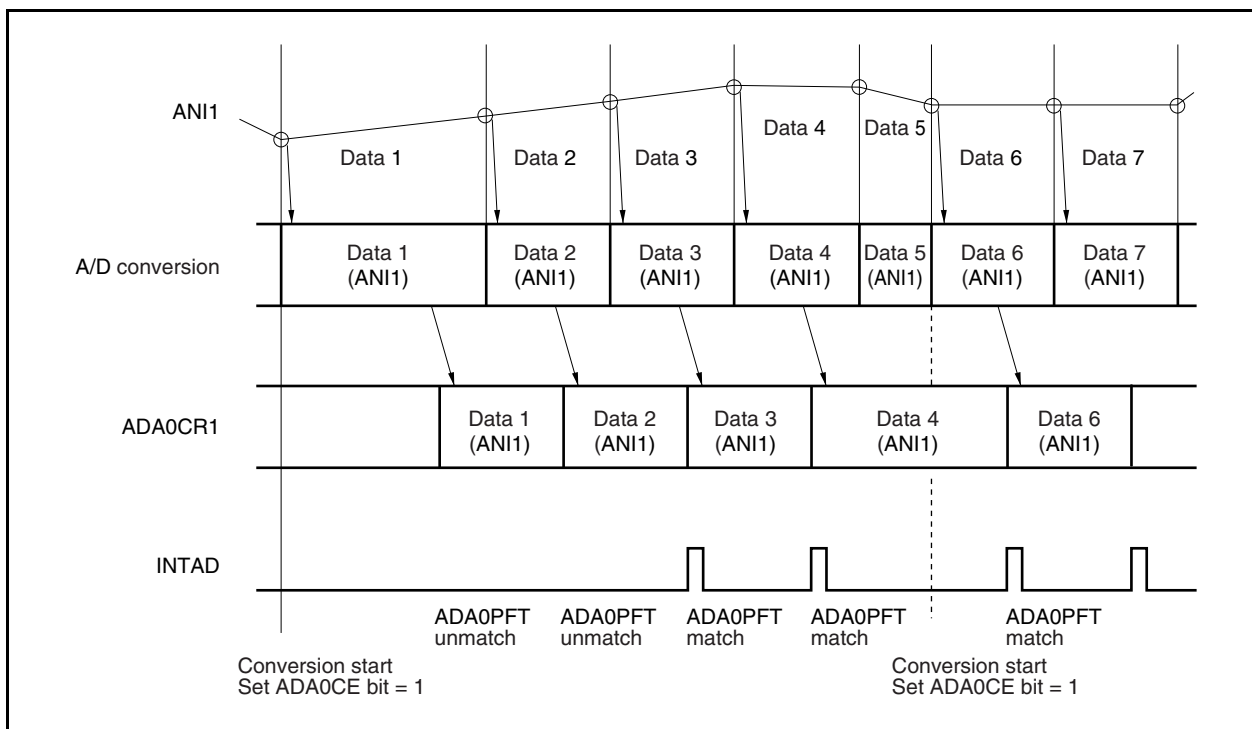 ANI1
Data 1
Data 2
Data 3
Data 4
Data 5
Data 6
Data 7
A/D conversion
Data 1
(ANI1)
Data 2
(ANI1)
Data 3
(ANI1)
Data 4
(ANI1)
Data 5
(ANI1)
Data 6
(ANI1)
Data 7
(ANI1)
ADA0CR1
Data 1
(ANI1)
Data 2
(ANI1)
Data 3
(ANI1)
Data 4
(ANI1)
Data 6
(ANI1)
INTAD
ADA0PFT
unmatch
ADA0PFT
unmatch
ADA0PFT
match
ADA0PFT
match
ADA0PFT
match
Conversion start
Set ADA0CE bit = 1
Conversion start
Set ADA0CE bit = 1